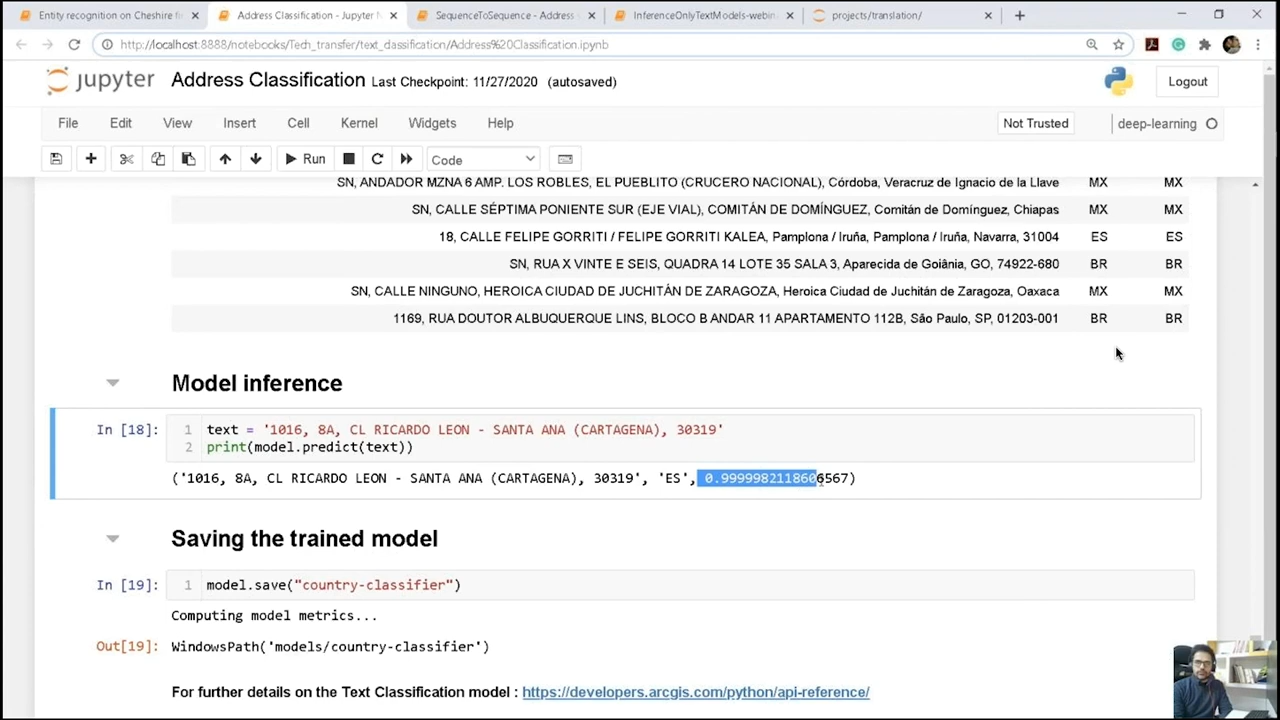 Entity recognition on Cheshire fi
Address Classification - Jupyter N
SequenceToSequence - Address
InferenceOnlyTextModels-webin
projects/translation/
http://localhost:8888/notebooks/Tech_transfer/text_classification/Address%20Classification.ipynb
jupyter Address Classification Last Checkpoint: 11/27/2020 (autosaved)
Logout
File Edit View Insert Cell Kernel Widgets Help
Not Trusted
deep-learning
Run
Code
SN, ANDADOR MZNA 6 AMP. LOS ROBLES, EL PUEBLITO (CRUCERO NACIONAL), Córdoba, Veracruz de Ignacio de la Llave MX MX
SN, CALLE SÉPTIMA PONIENTE SUR (EJE VIAL), COMITÁN DE DOMÍNGUEZ, Comitán de Domínguez, Chiapas MX MX
18, CALLE FELIPE GORRITI / FELIPE GORRITI KALEA, Pamplona / Iruña, Pamplona / Iruña, Navarra, 31004 ES ES
SN, RUA X VINTE E SEIS, QUADRA 14 LOTE 35 SALA 3, Aparecida de Goiânia, GO, 74922-680 BR BR
SN, CALLE NINGUNO, HEROICA CIUDAD DE JUCHITÁN DE ZARAGOZA, Heroica Ciudad de Juchitán de Zaragoza, Oaxaca MX MX
1169, RUA DOUTOR ALBUQUERQUE LINS, BLOCO B ANDAR 11 APARTAMENTO 112B, São Paulo, SP, 01203-001 BR BR
Model inference
In [18]: 1 text = '1016, 8A, CL RICARDO LEON - SANTA ANA (CARTAGENA), 30319'
2 print(model.predict(text))
('1016, 8A, CL RICARDO LEON - SANTA ANA (CARTAGENA), 30319', 'ES', 0.9999982118606567)
Saving the trained model
In [19]: 1 model.save("country-classifier")
Computing model metrics...
Out[19]: WindowsPath('models/country-classifier')
For further details on the Text Classification model : https://developers.arcgis.com/python/api-reference/